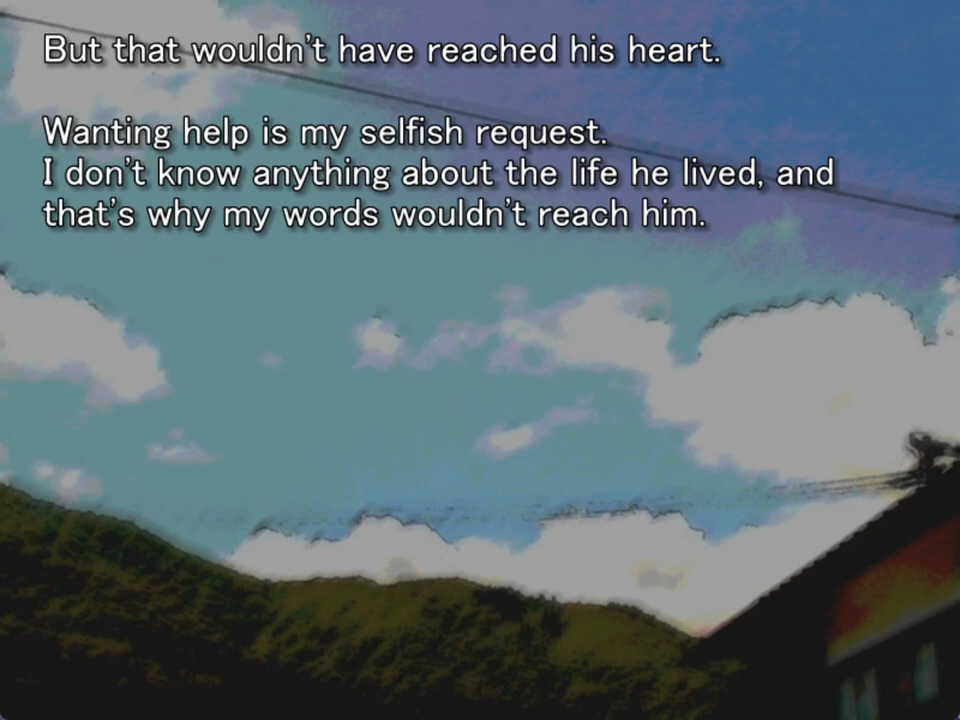 But that wouldn't have reached his heart.
Wanting help is my selfish request.
I don't know anything about the life he lived, and
that's why my words wouldn't reach him.